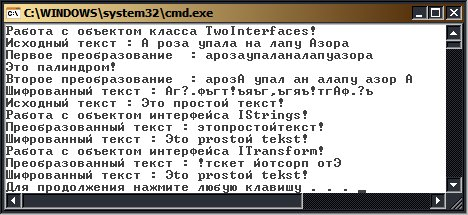 C:\WINDOWS\system32\cmd.exe
Работа с объектом класса TwoInterfaces!
Исходный текст : А роза упала на лапу Азора
Первое преобразование  : арозаупаланалапуазора
Это палиндром!
Второе преобразование  : арозА упал ан алапу азор А
Шифрованный текст : Аг?.фъгт!ъяъг,ъгяъ!тгАф.?ъ
Исходный текст : Это простой текст!
Работа с объектом интерфейса IStrings!
Преобразованный текст : этопростойтекст!
Шифрованный текст : Это prostoй tekst!
Работа с объектом интерфейса ITransform!
Преобразованный текст : !тскет йотсорп отЭ
Шифрованный текст : Это prostoй tekst!
Для продолжения нажмите любую клавишу . . .